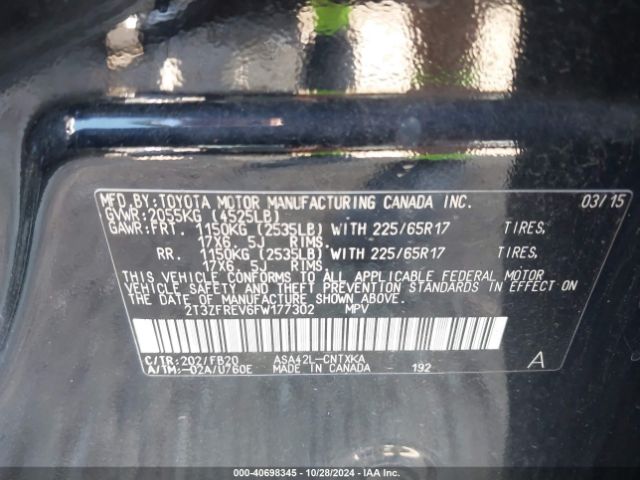 MFD.BY:TOYOTA MOTOR MANUFACTURING CANADA INC. 03/15
GVWR:2055KG (4525LB)
GAWR:FRT. 1150KG (2535LB) WITH 225/65R17 TIRES,
17X6.5J RIMS.
RR. 1150KG (2535LB) WITH 225/65R17 TIRES,
17X6.5J RIMS.
THIS VEHICLE CONFORMS TO ALL APPLICABLE FEDERAL MOTOR
VEHICLE SAFETY AND THEFT PREVENTION STANDARDS IN EFFECT ON
THE DATE OF MANUFACTURE SHOWN ABOVE.
2T3ZFREV6FW177302 MPV
C/TR:202/FB20 ASA42L-CNTXKA A
A/TM:-02A/U760E MADE IN CANADA 192
000-40698345 - 10/28/2024 - IAA Inc.